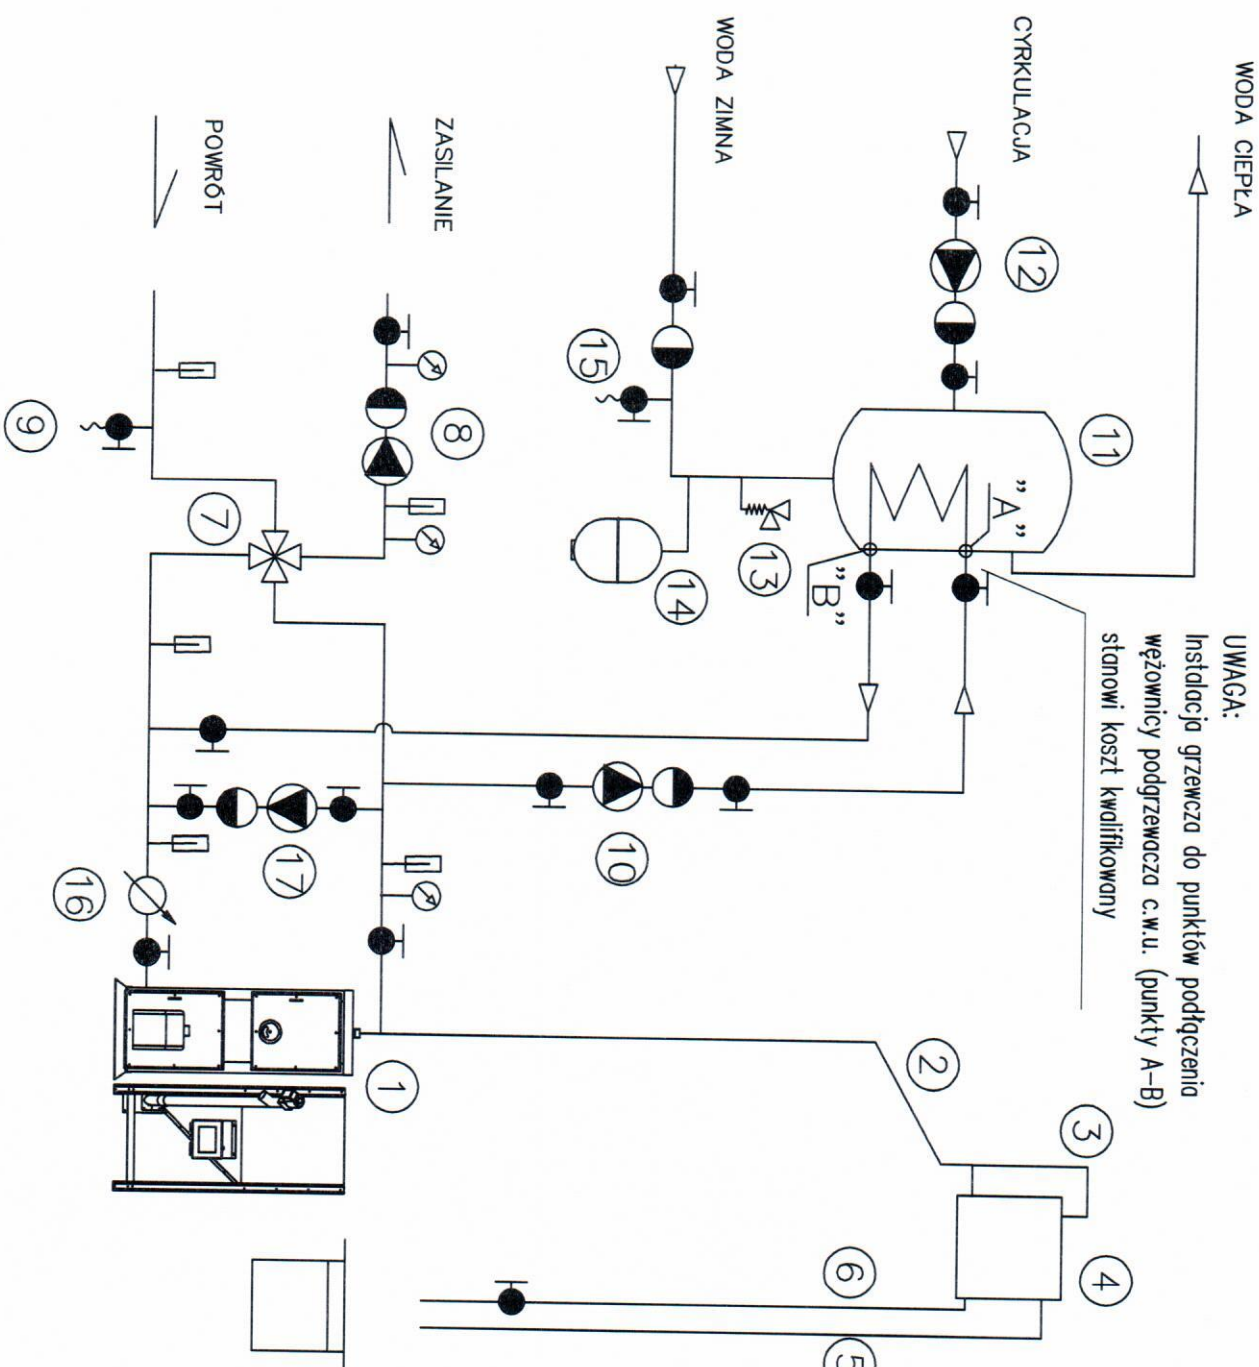 WODA CIEPŁA
CYRKULACJA
WODA ZIMNA
ZASILANIE
POWRÓT
UWAGA:
Instalacja grzewcza do punktów podłączenia
wężownicy podgrzewacza c.w.u. (punkty A-B)
stanowi koszt kwalifikowany
12
11
"A"
"B"
15
13
14
8
9
7
10
17
16
1
2
3
4
6
5